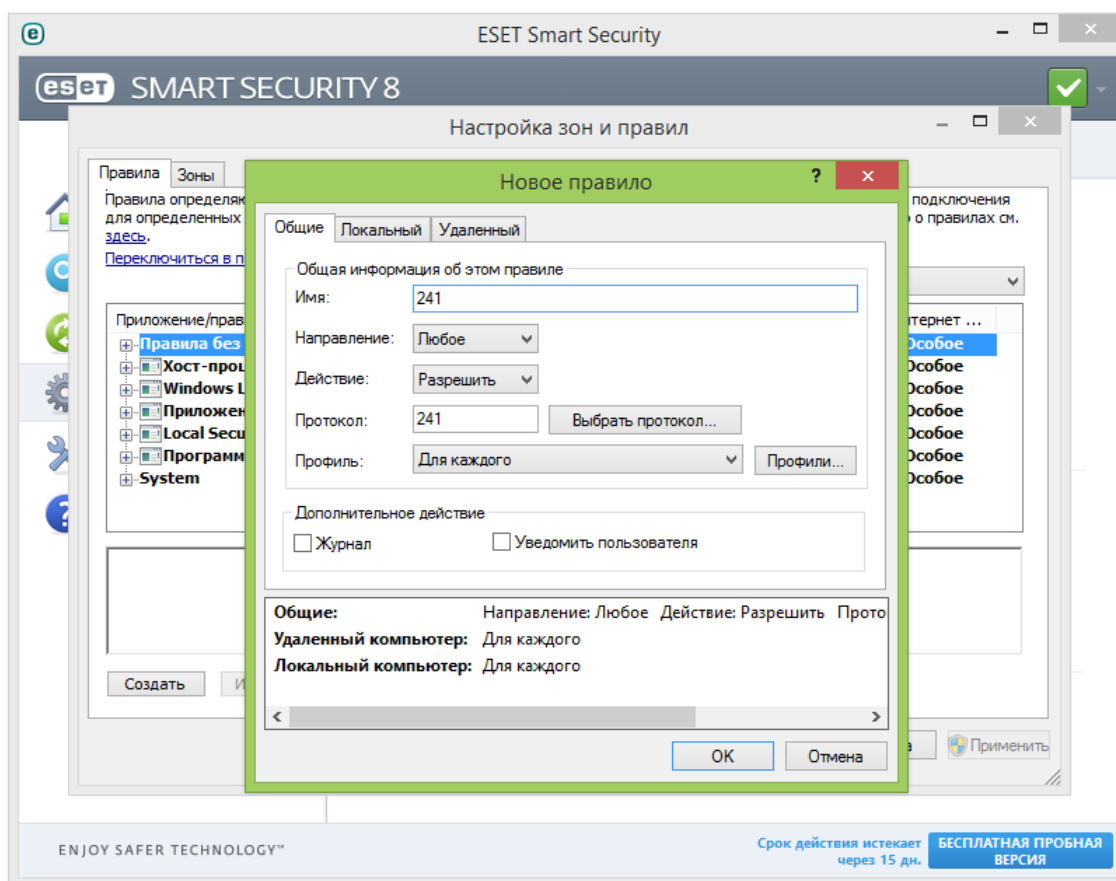 ESET Smart Security
eset SMART SECURITY 8
Настройка зон и правил
Правила Зоны
Правила определяю
для определенных
здесь.
Переключиться в п
подключения
о правилах см.
Приложение/прав
тернет ...
Правила без Особое
Хост-проц Особое
Windows L Особое
Приложен Особое
Local Secu Особое
Программ Особое
System Особое
Создать И
Применить
Новое правило ?
Общие Локальный Удаленный
Общая информация об этом правиле
Имя: 241
Направление: Любое
Действие: Разрешить
Протокол: 241 Выбрать протокол...
Профиль: Для каждого Профили...
Дополнительное действие
Журнал Уведомить пользователя
Общие: Направление: Любое Действие: Разрешить Прото
Удаленный компьютер: Для каждого
Локальный компьютер: Для каждого
OK Отмена
ENJOY SAFER TECHNOLOGY™
Срок действия истекает
через 15 дн.
БЕСПЛАТНАЯ ПРОБНАЯ
ВЕРСИЯ